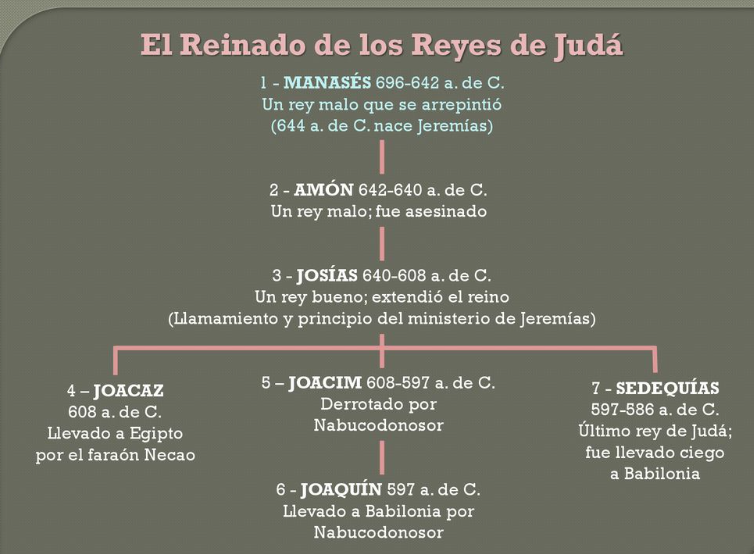 El Reinado de los Reyes de Judá
1 - MANASÉS 696-642 a. de C.
Un rey malo que se arrepintió
(644 a. de C. nace Jeremías)
2 - AMÓN 642-640 a. de C.
Un rey malo; fue asesinado
3 - JOSÍAS 640-608 a. de C.
Un rey bueno; extendió el reino
(Llamamiento y principio del ministerio de Jeremías)
4 – JOACAZ
608 a. de C.
Llevado a Egipto
por el faraón Necao
5 – JOACIM 608-597 a. de C.
Derrotado por
Nabucodonosor
6 - JOAQUÍN 597 a. de C.
Llevado a Babilonia por
Nabucodonosor
7 - SEDEQUÍAS
597-586 a. de C.
Último rey de Judá;
fue llevado ciego
a Babilonia